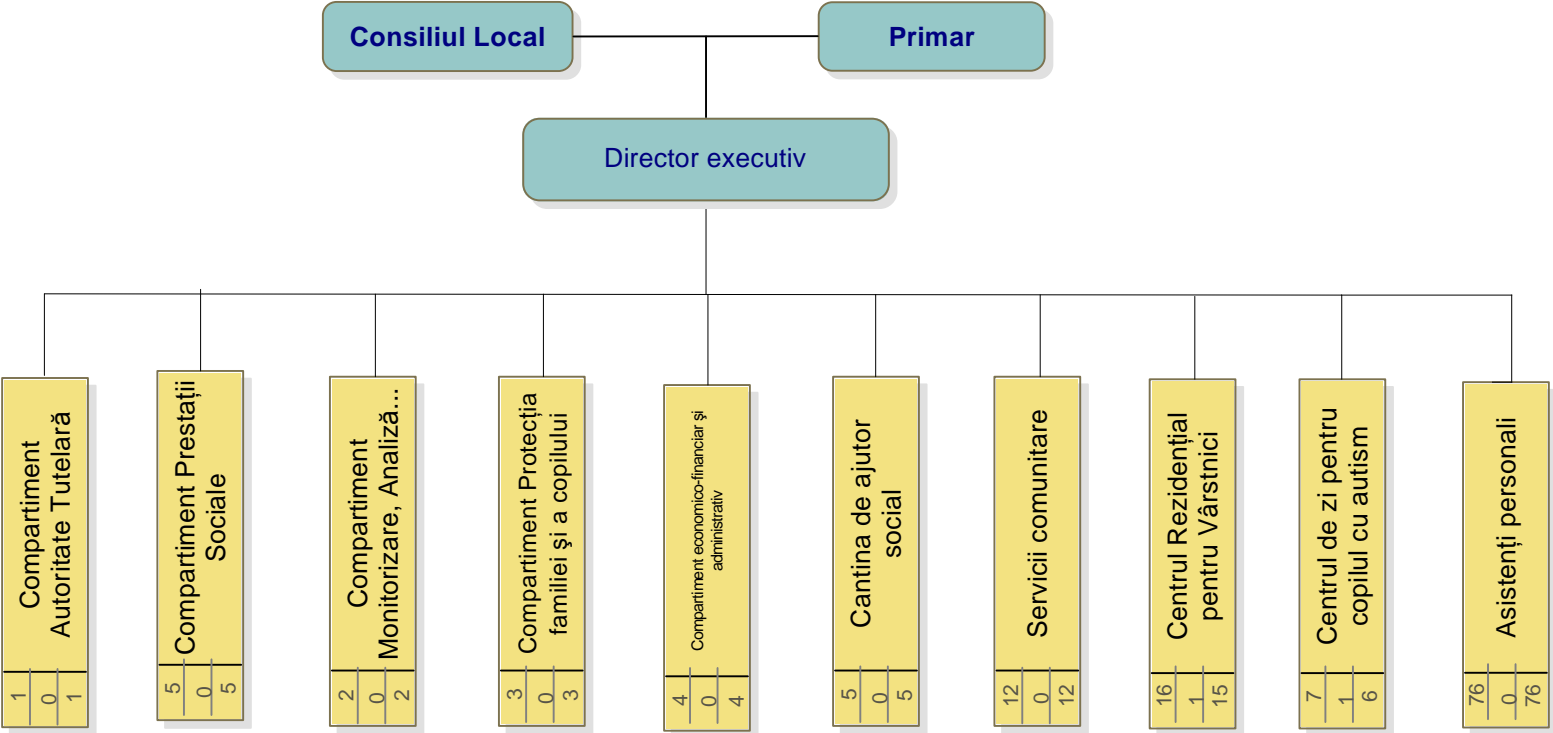 Consiliul Local
Primar
Director executiv
Compartiment
Autoritate Tutelară
1
0
1
Compartiment Prestații
Sociale
5
0
5
Compartiment
Monitorizare, Analiză...
2
0
2
Compartiment Protecția
familiei şi a copilului
3
0
3
Compartiment economico-financiar şi
administrativ
4
0
4
Cantina de ajutor
social
5
0
5
Servicii comunitare
12
0
12
Centrul Rezidențial
pentru Vârstnici
16
1
15
Centrul de zi pentru
copilul cu autism
7
1
6
Asistenți personali
76
0
76